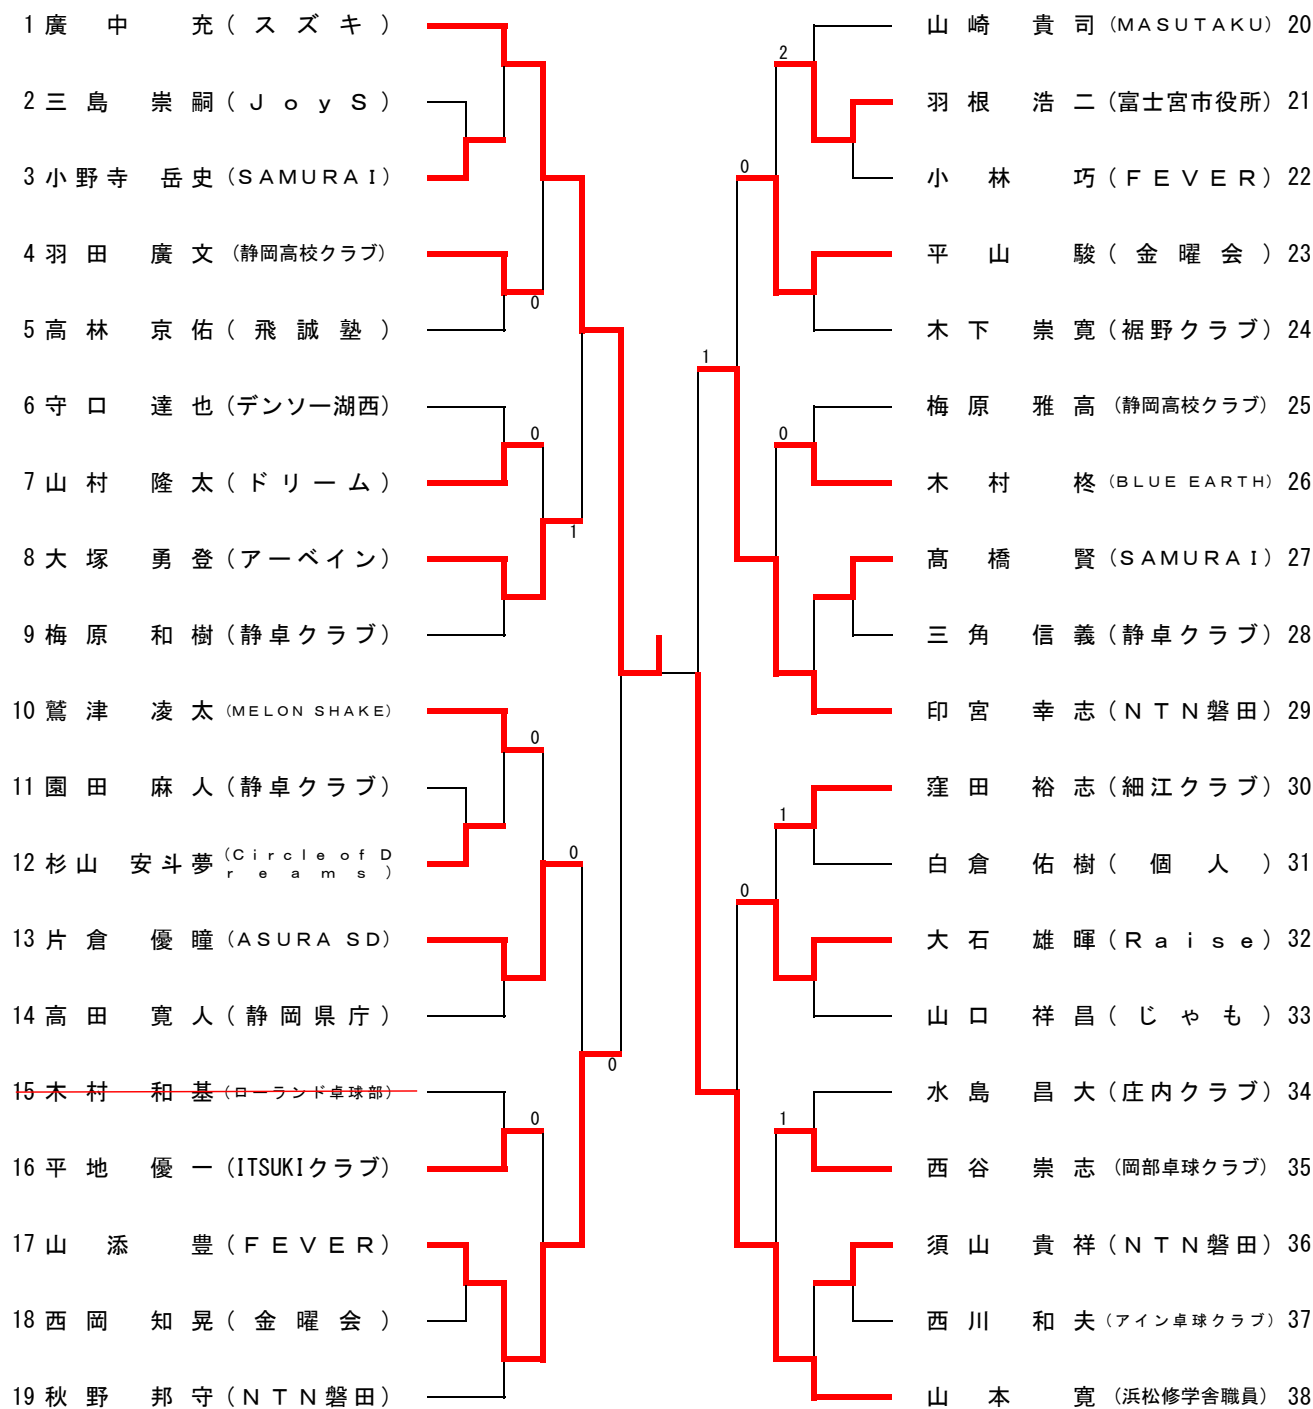 1 廣中 充 (スズキ)
2 三島 崇嗣 (JoyS)
3 小野寺 岳史 (SAMURAI)
4 羽田 廣文 (静岡高校クラブ)
0
5 高林 京佑 (飛誠塾)
6 守口 達也 (デンソー湖西)
0
7 山村 隆太 (ドリーム)
1
8 大塚 勇登 (アーベイン)
9 梅原 和樹 (静卓クラブ)
10 鷲津 凌太 (MELON SHAKE)
0
11 園田 麻人 (静卓クラブ)
12 杉山 安斗夢 (Circle of D
reams)
0
13 片倉 優瞳 (ASURA SD)
14 高田 寛人 (静岡県庁)
0
15 木村 和基 (ローランド卓球部)
0
16 平地 優一 (ITSUKIクラブ)
17 山添 豊 (FEVER)
18 西岡 知晃 (金曜会)
19 秋野 邦守 (NTN磐田)
山崎 貴司 (MASUTAKU) 20
2
羽根 浩二 (富士宮市役所) 21
0
小林 巧 (FEVER) 22
平山 駿 (金曜会) 23
木下 崇寛 (裾野クラブ) 24
1
梅原 雅高 (静岡高校クラブ) 25
0
木村 柊 (BLUE EARTH) 26
髙橋 賢 (SAMURAI) 27
三角 信義 (静卓クラブ) 28
印宮 幸志 (NTN磐田) 29
窪田 裕志 (細江クラブ) 30
1
白倉 佑樹 (個人) 31
0
大石 雄暉 (Raise) 32
山口 祥昌 (じゃも) 33
水島 昌大 (庄内クラブ) 34
1
西谷 崇志 (岡部卓球クラブ) 35
須山 貴祥 (NTN磐田) 36
西川 和夫 (アイン卓球クラブ) 37
山本 寛 (浜松修学舎職員) 38